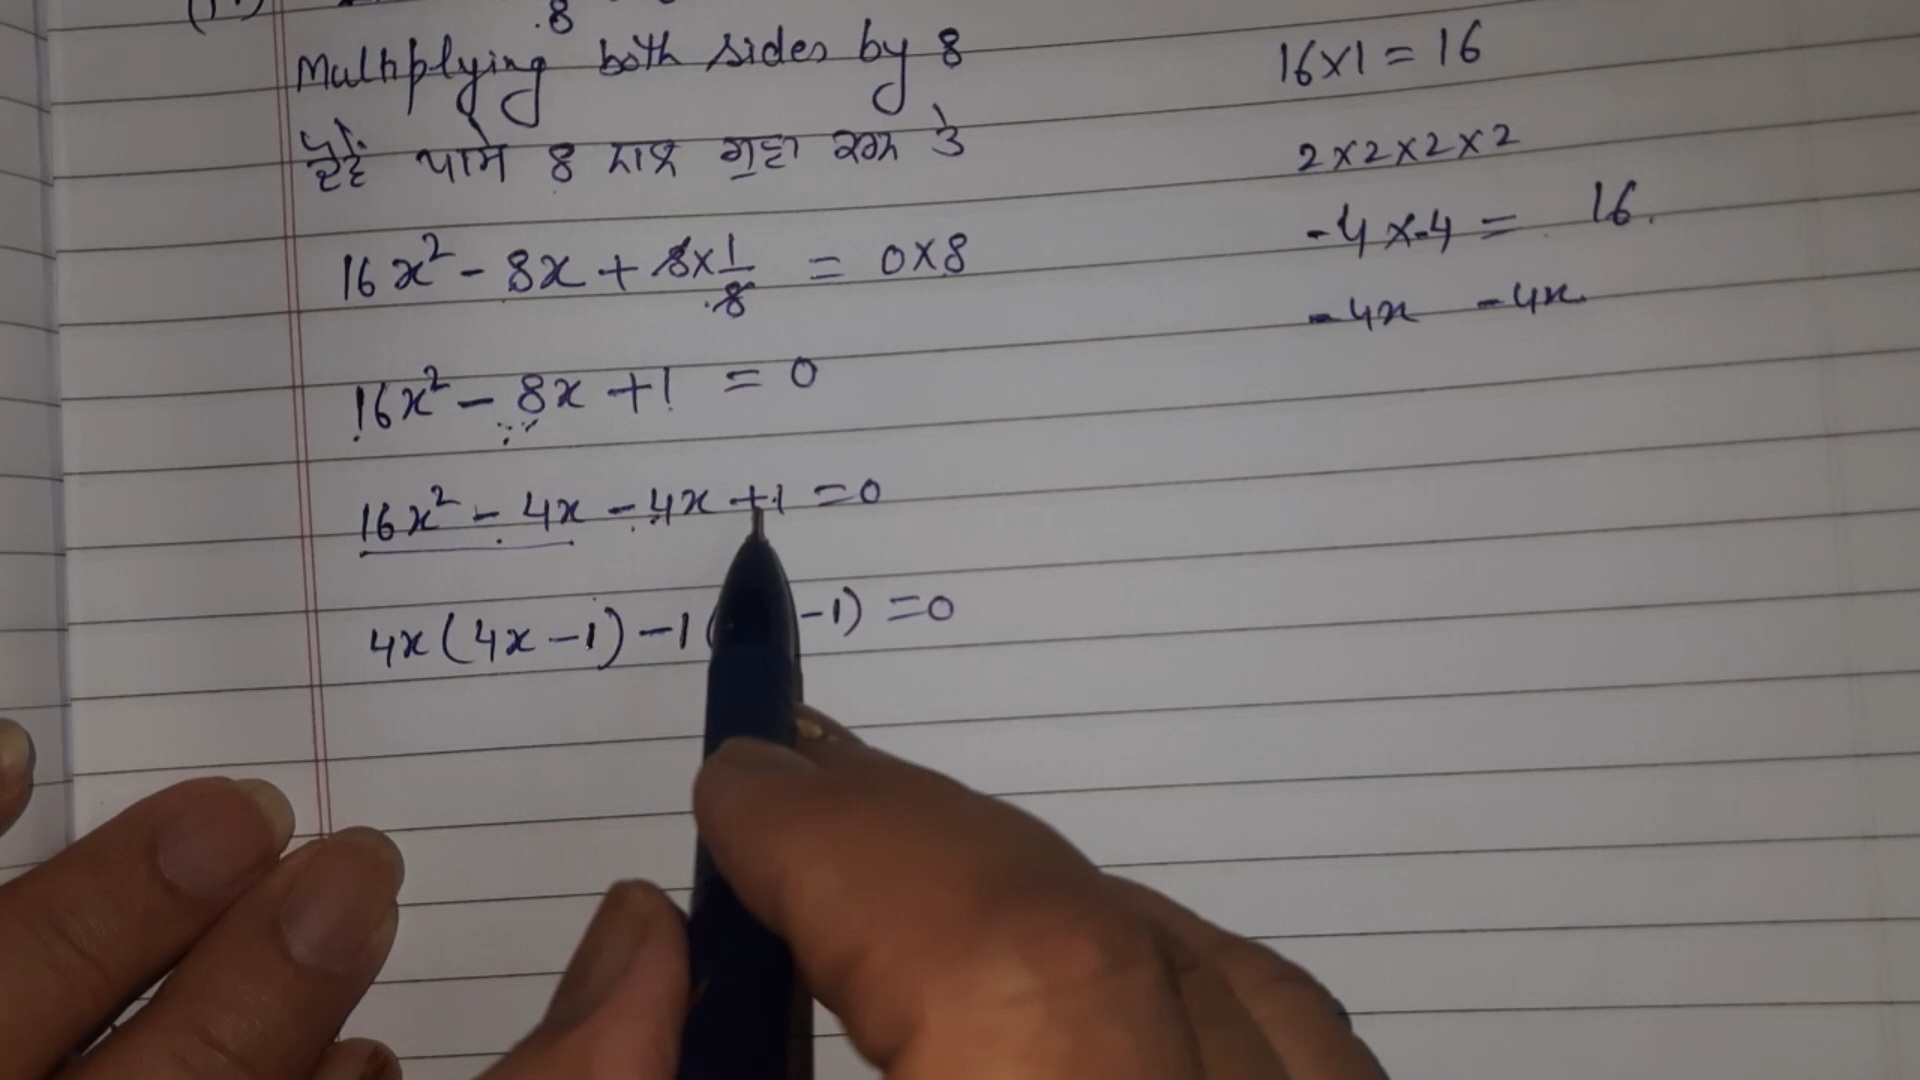 8
Multiplying both sides by 8
ਦੋਹੇਂ ਪਾਸੇ 8 ਨਾਲ ਗੁਣਾ ਕਰਨ ਤੇ
16x² - 8x + 8×1/8 = 0×8
16x² - 8x +1 = 0
16x² - 4x - 4x +1 =0
4x(4x-1) -1( -1) =0
16×1 = 16
2×2×2×2
-4×-4 = 16.
-4x -4x